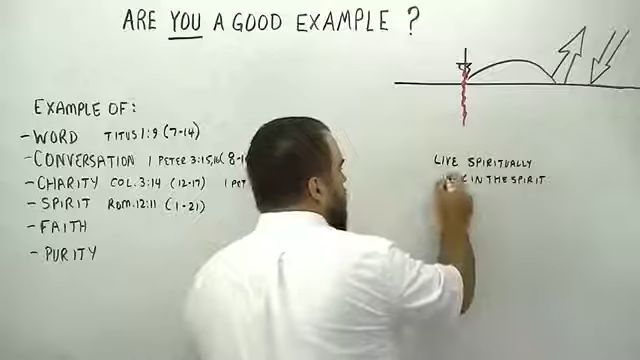 ARE YOU A GOOD EXAMPLE ?
EXAMPLE OF:
- WORD TITUS 1:9 (7-14)
- CONVERSATION 1 PETER 3:15,16 (8-1
- CHARITY COL. 3:14 (12-17) 1 PET
- SPIRIT ROM. 12:11 (1-21)
- FAITH
- PURITY
LIVE SPIRITUALLY
IN THE SPIRIT